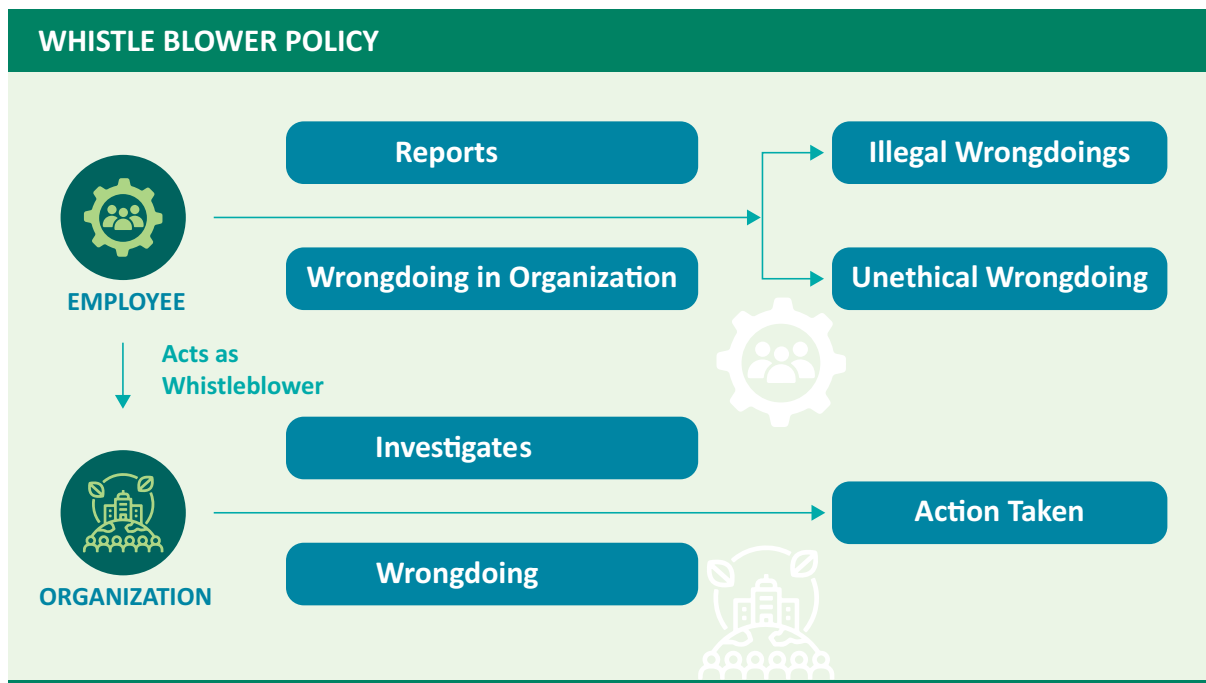 WHISTLE BLOWER POLICY
Reports
Illegal Wrongdoings
Wrongdoing in Organization
Unethical Wrongdoing
EMPLOYEE
Acts as
Whistleblower
Investigates
Action Taken
Wrongdoing
ORGANIZATION